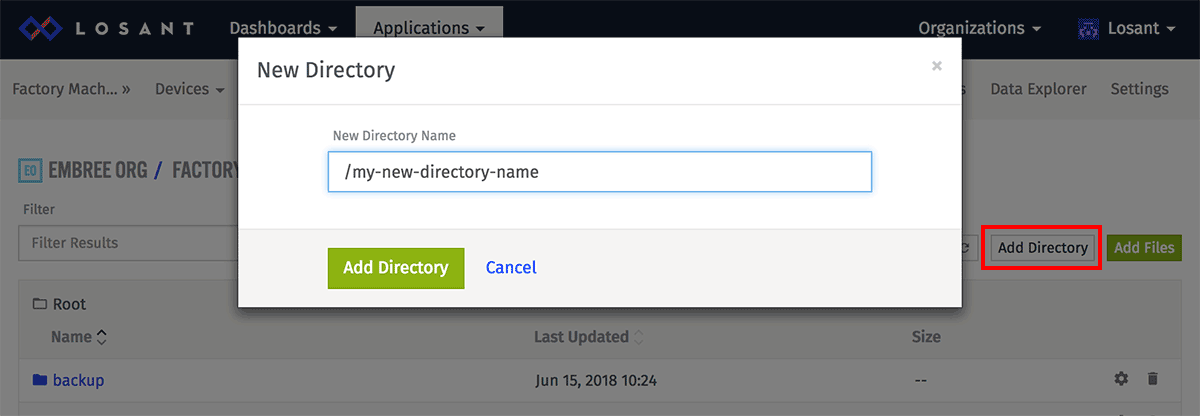 LOSANT Dashboards Applications Organizations Losant
New Directory ×
Factory Mach... » Devices s Data Explorer Settings
New Directory Name
/my-new-directory-name
EO EMBREE ORG / FACTORY
Filter
Filter Results
Add Directory Add Files
Add Directory Cancel
Root
Name Last Updated Size
backup Jun 15, 2018 10:24 --